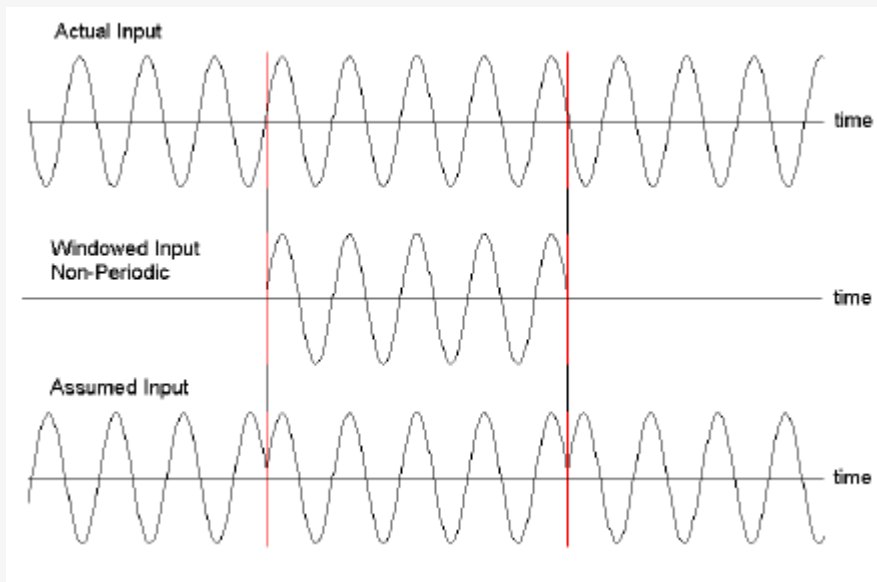 Actual Input
time
Windowed Input
Non-Periodic
time
Assumed Input
time